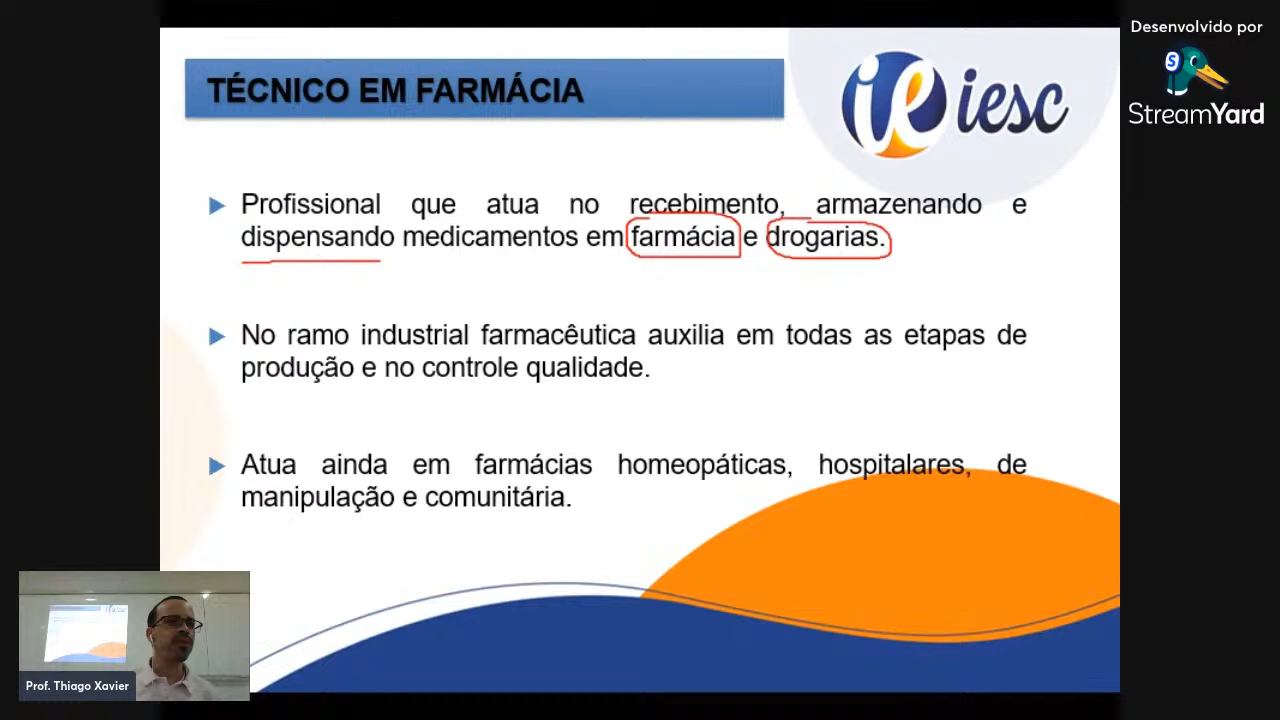 Desenvolvido por
StreamYard
TÉCNICO EM FARMÁCIA
iesc
Profissional que atua no recebimento, armazenando e
dispensando medicamentos em farmácia e drogarias.
No ramo industrial farmacêutica auxilia em todas as etapas de
produção e no controle qualidade.
Atua ainda em farmácias homeopáticas, hospitalares, de
manipulação e comunitária.
Prof. Thiago Xavier